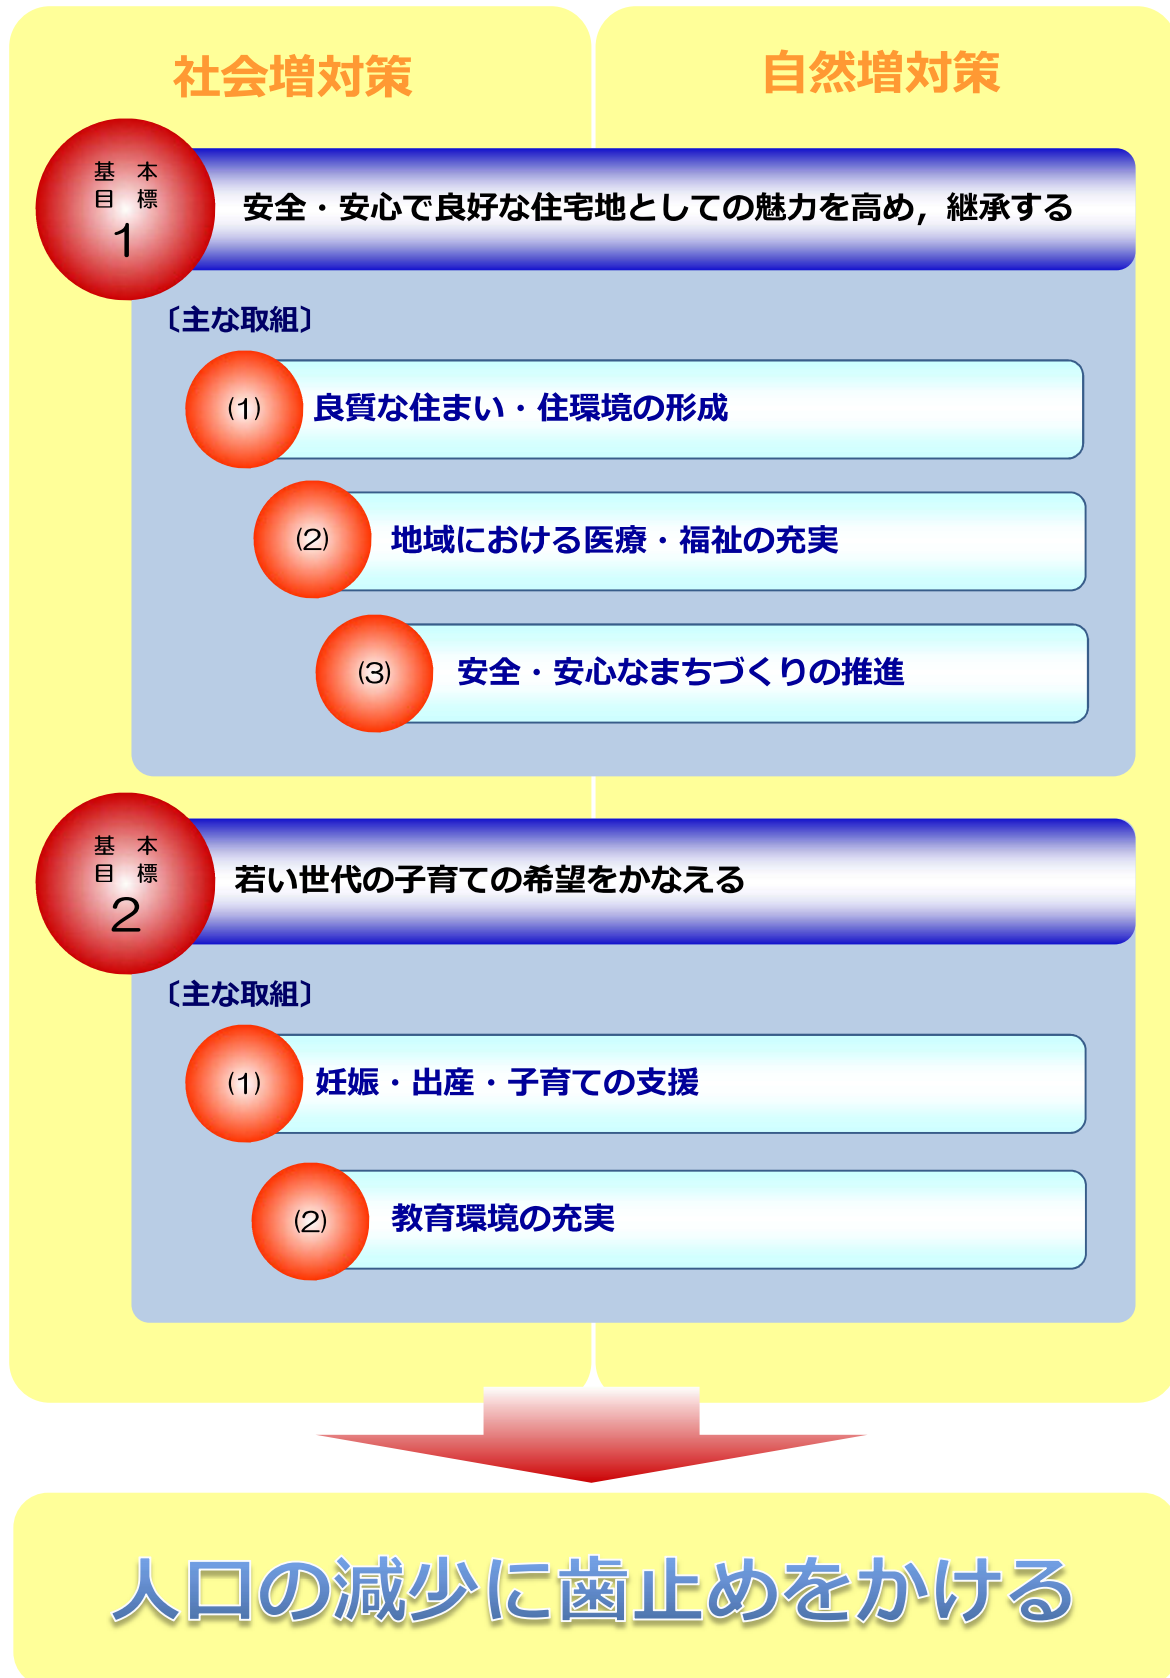 社会増対策
自然増対策
基 本
目 標
1
安全・安心で良好な住宅地としての魅力を高め，継承する
〔主な取組〕
(1)
良質な住まい・住環境の形成
(2)
地域における医療・福祉の充実
(3)
安全・安心なまちづくりの推進
基 本
目 標
2
若い世代の子育ての希望をかなえる
〔主な取組〕
(1)
妊娠・出産・子育ての支援
(2)
教育環境の充実
人口の減少に歯止めをかける